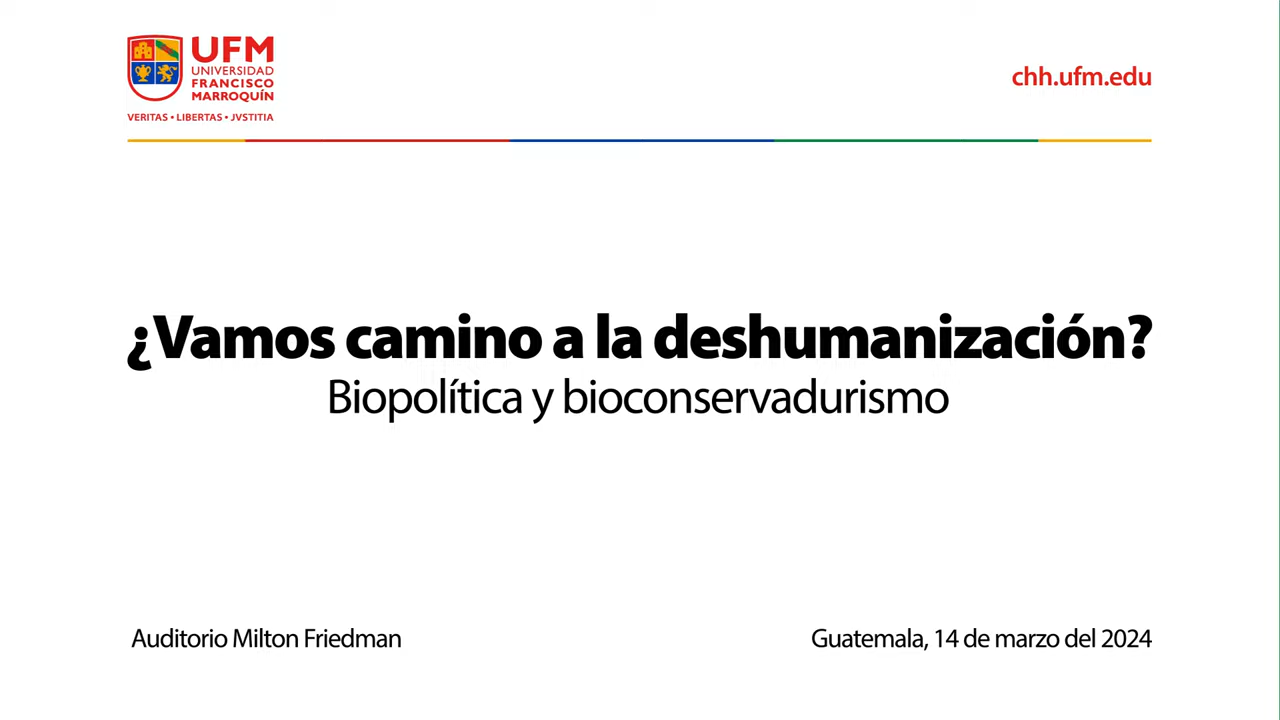 UFM
UNIVERSIDAD
FRANCISCO
MARROQUÍN
VERITAS • LIBERTAS • JVSTITIA
chh.ufm.edu
¿Vamos camino a la deshumanización?
Biopolítica y bioconservadurismo
Auditorio Milton Friedman
Guatemala, 14 de marzo del 2024